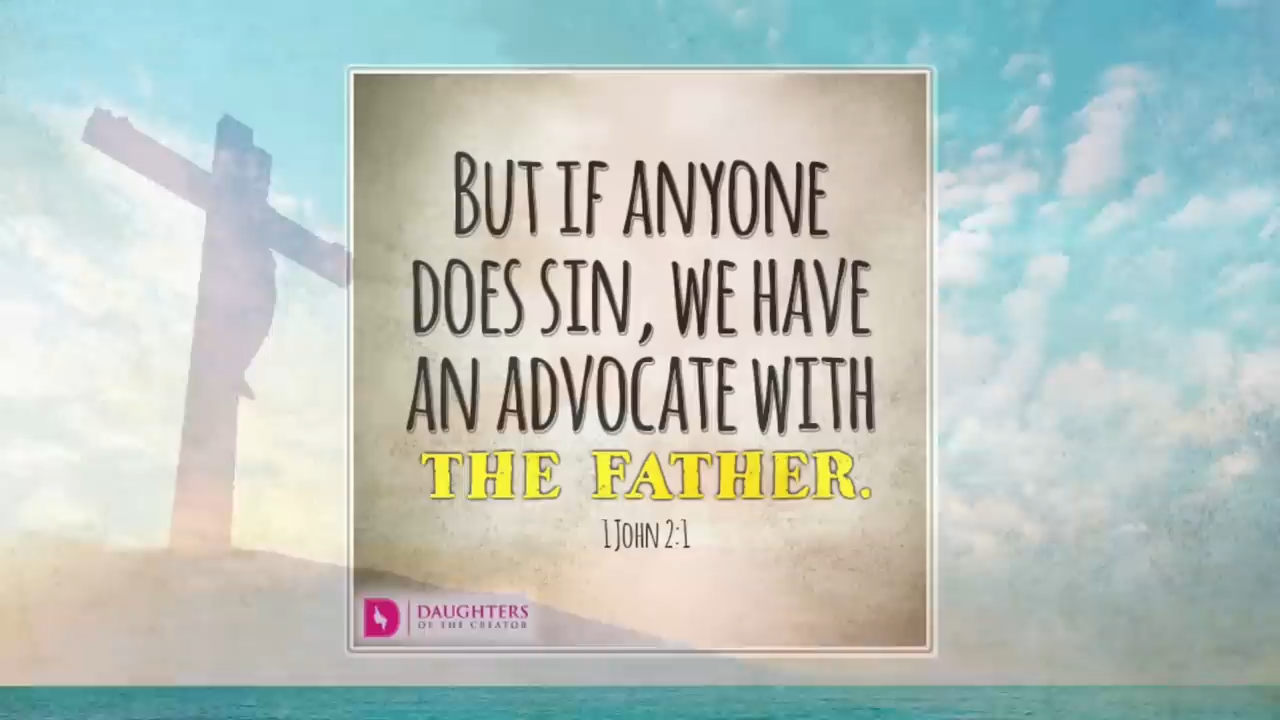 BUT IF ANYONE
DOES SIN, WE HAVE
AN ADVOCATE WITH
THE FATHER.
1 JOHN 2:1
DAUGHTERS
OF THE CREATOR